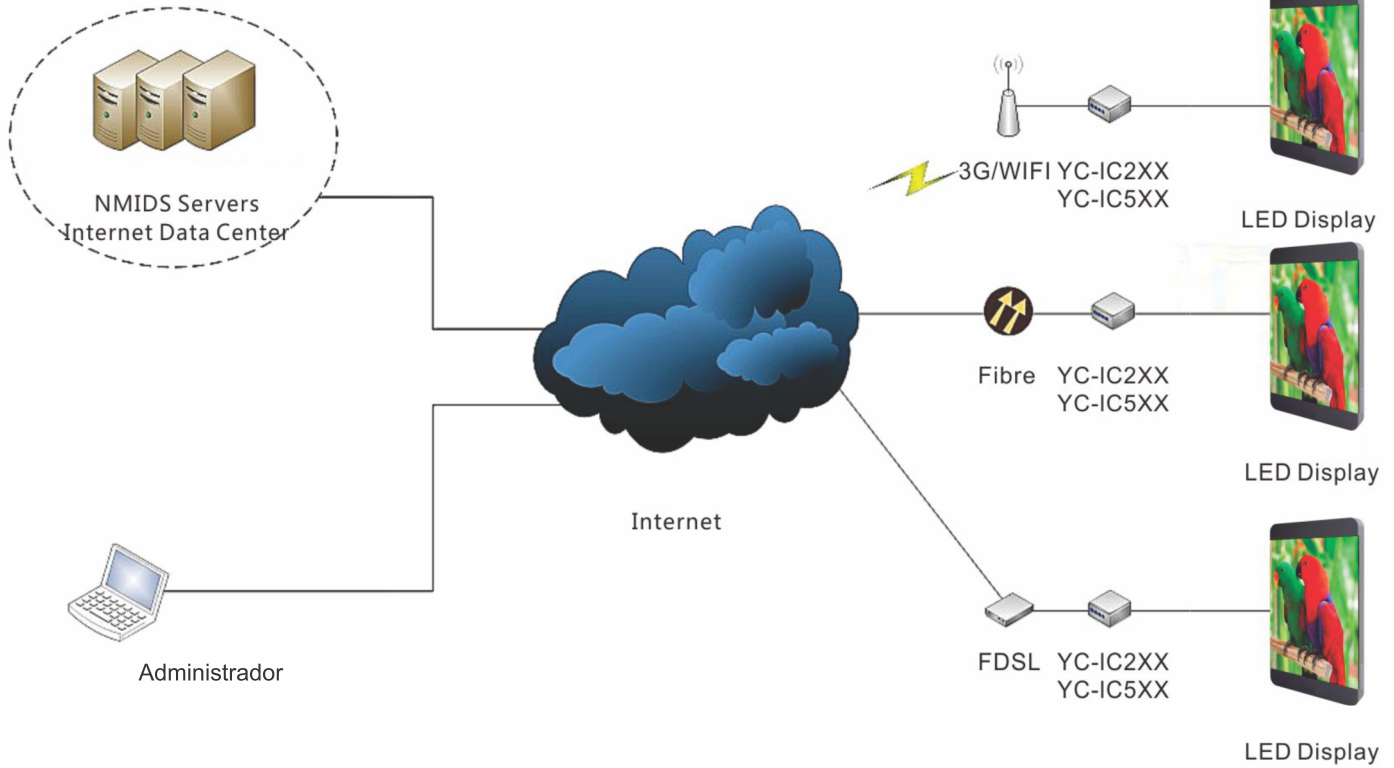 NMIDS Servers
Internet Data Center
Administrador
Internet
3G/WIFI YC-IC2XX
YC-IC5XX
LED Display
Fibre YC-IC2XX
YC-IC5XX
LED Display
FDSL YC-IC2XX
YC-IC5XX
LED Display